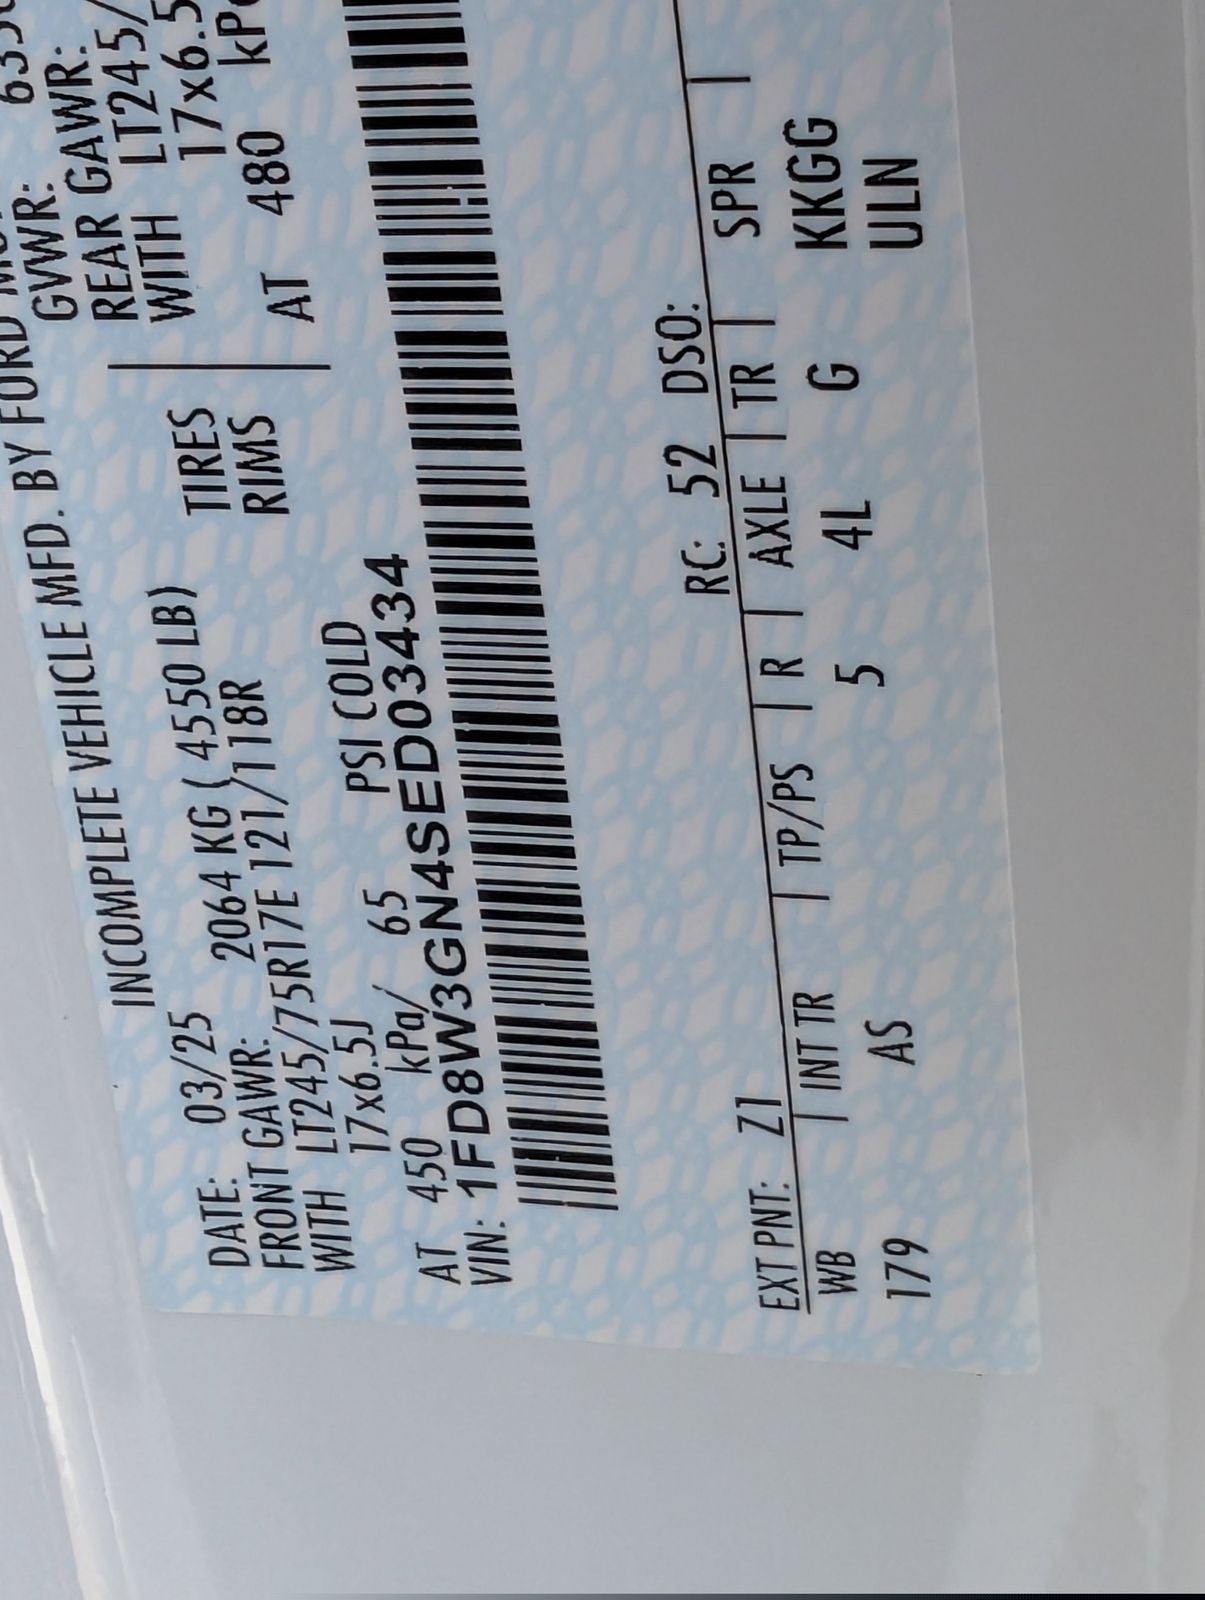 INCOMPLETE VEHICLE MFD. BY FORD
DATE: 03/25 GVWR:
FRONT GAWR: 2064 KG ( 4550 LB) REAR GAWR:
WITH LT245/75R17E 121/118R TIRES WITH LT245/
17x6.5J RIMS 17x6.5
AT 450 kPa/ 65 PSI COLD AT 480
VIN: 1FD8W3GN4SED03434
EXT PNT: Z1 RC: 52 DSO:
WB | INT TR | TP/PS | R | AXLE | TR | SPR |
179 AS 5 4L G KKGG
ULN